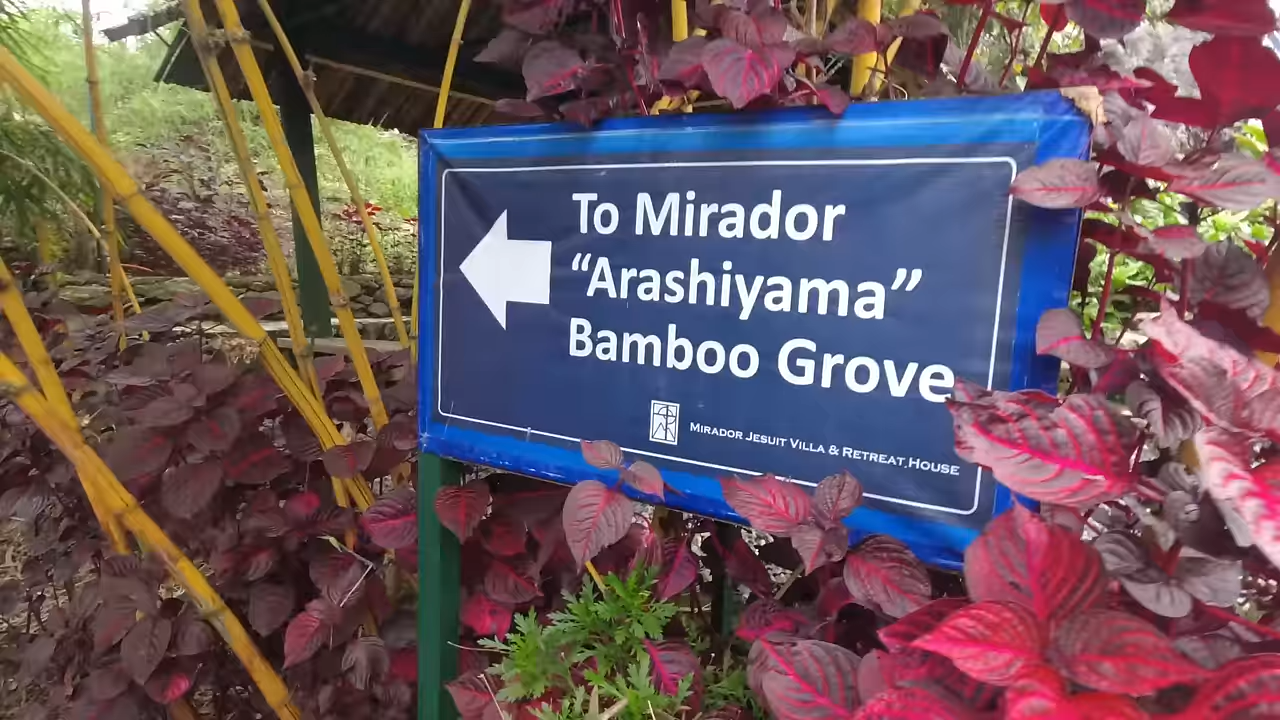 To Mirador
“Arashiyama”
Bamboo Grove
Mirador Jesuit Villa & Retreat House